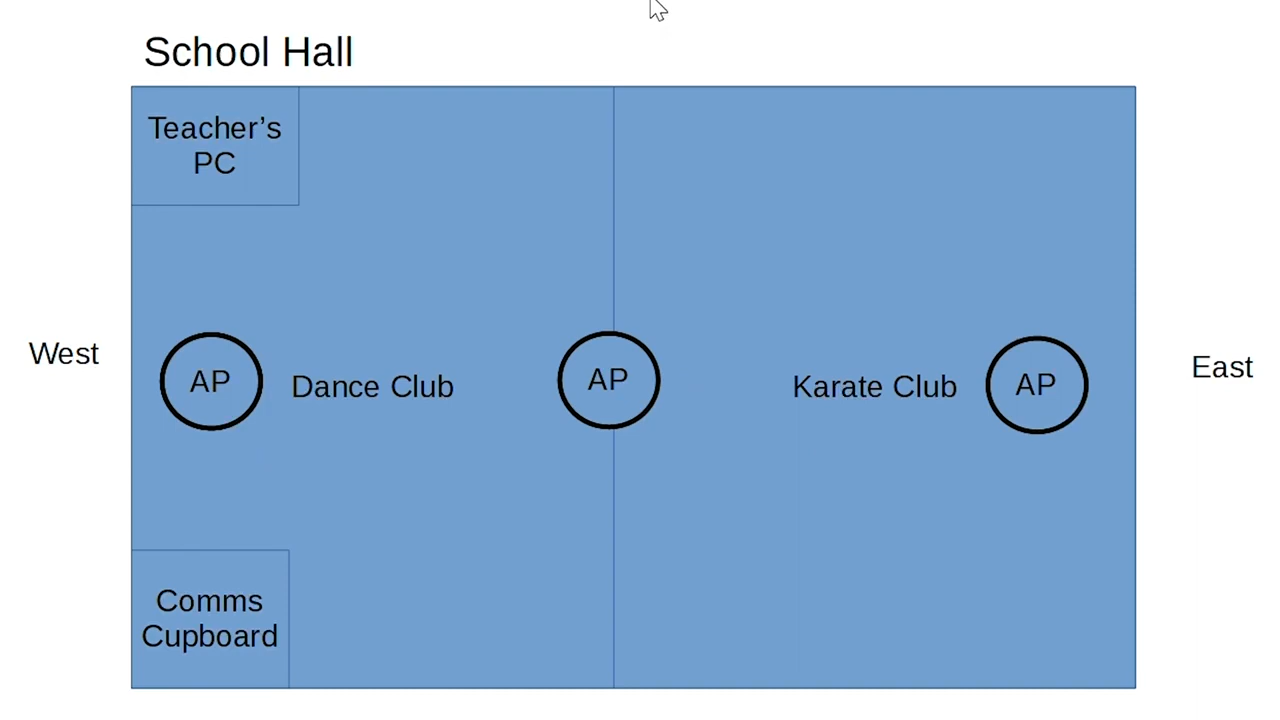 School Hall
Teacher's
PC
West
AP
Dance Club
AP
Karate Club
AP
East
Comms
Cupboard